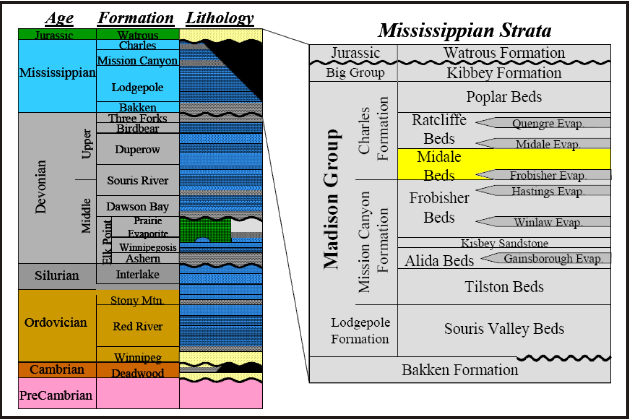 Age Formation Lithology
Jurassic Watrous
Mississippian
Charles
Mission Canyon
Lodgepole
Bakken
Devonian
Upper
Three Forks
Birdbear
Duperow
Middle
Souris River
Dawson Bay
Elk Point
Prairie
Evaporite
Winnipegosis
Ashern
Silurian Interlake
Ordovician
Stony Mtn.
Red River
Winnipeg
Cambrian Deadwood
PreCambrian
Mississippian Strata
Jurassic Watrous Formation
Big Group Kibbey Formation
Madison Group
Charles
Formation
Poplar Beds
Ratcliffe
Beds
Quengre Evap.
Midale Evap.
Midale
Beds
Frobisher Evap.
Mission Canyon
Formation
Frobisher
Beds
Hastings Evap.
Winlaw Evap.
Kisbey Sandstone
Alida Beds Gainsborough Evap.
Tilston Beds
Lodgepole
Formation
Souris Valley Beds
Bakken Formation